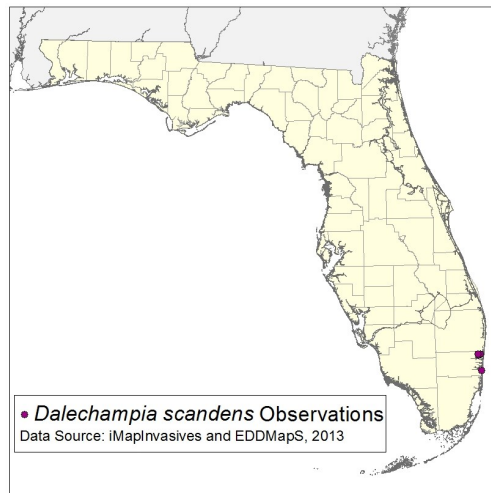 Dalechampia scandens Observations
Data Source: iMapInvasives and EDDMapS, 2013